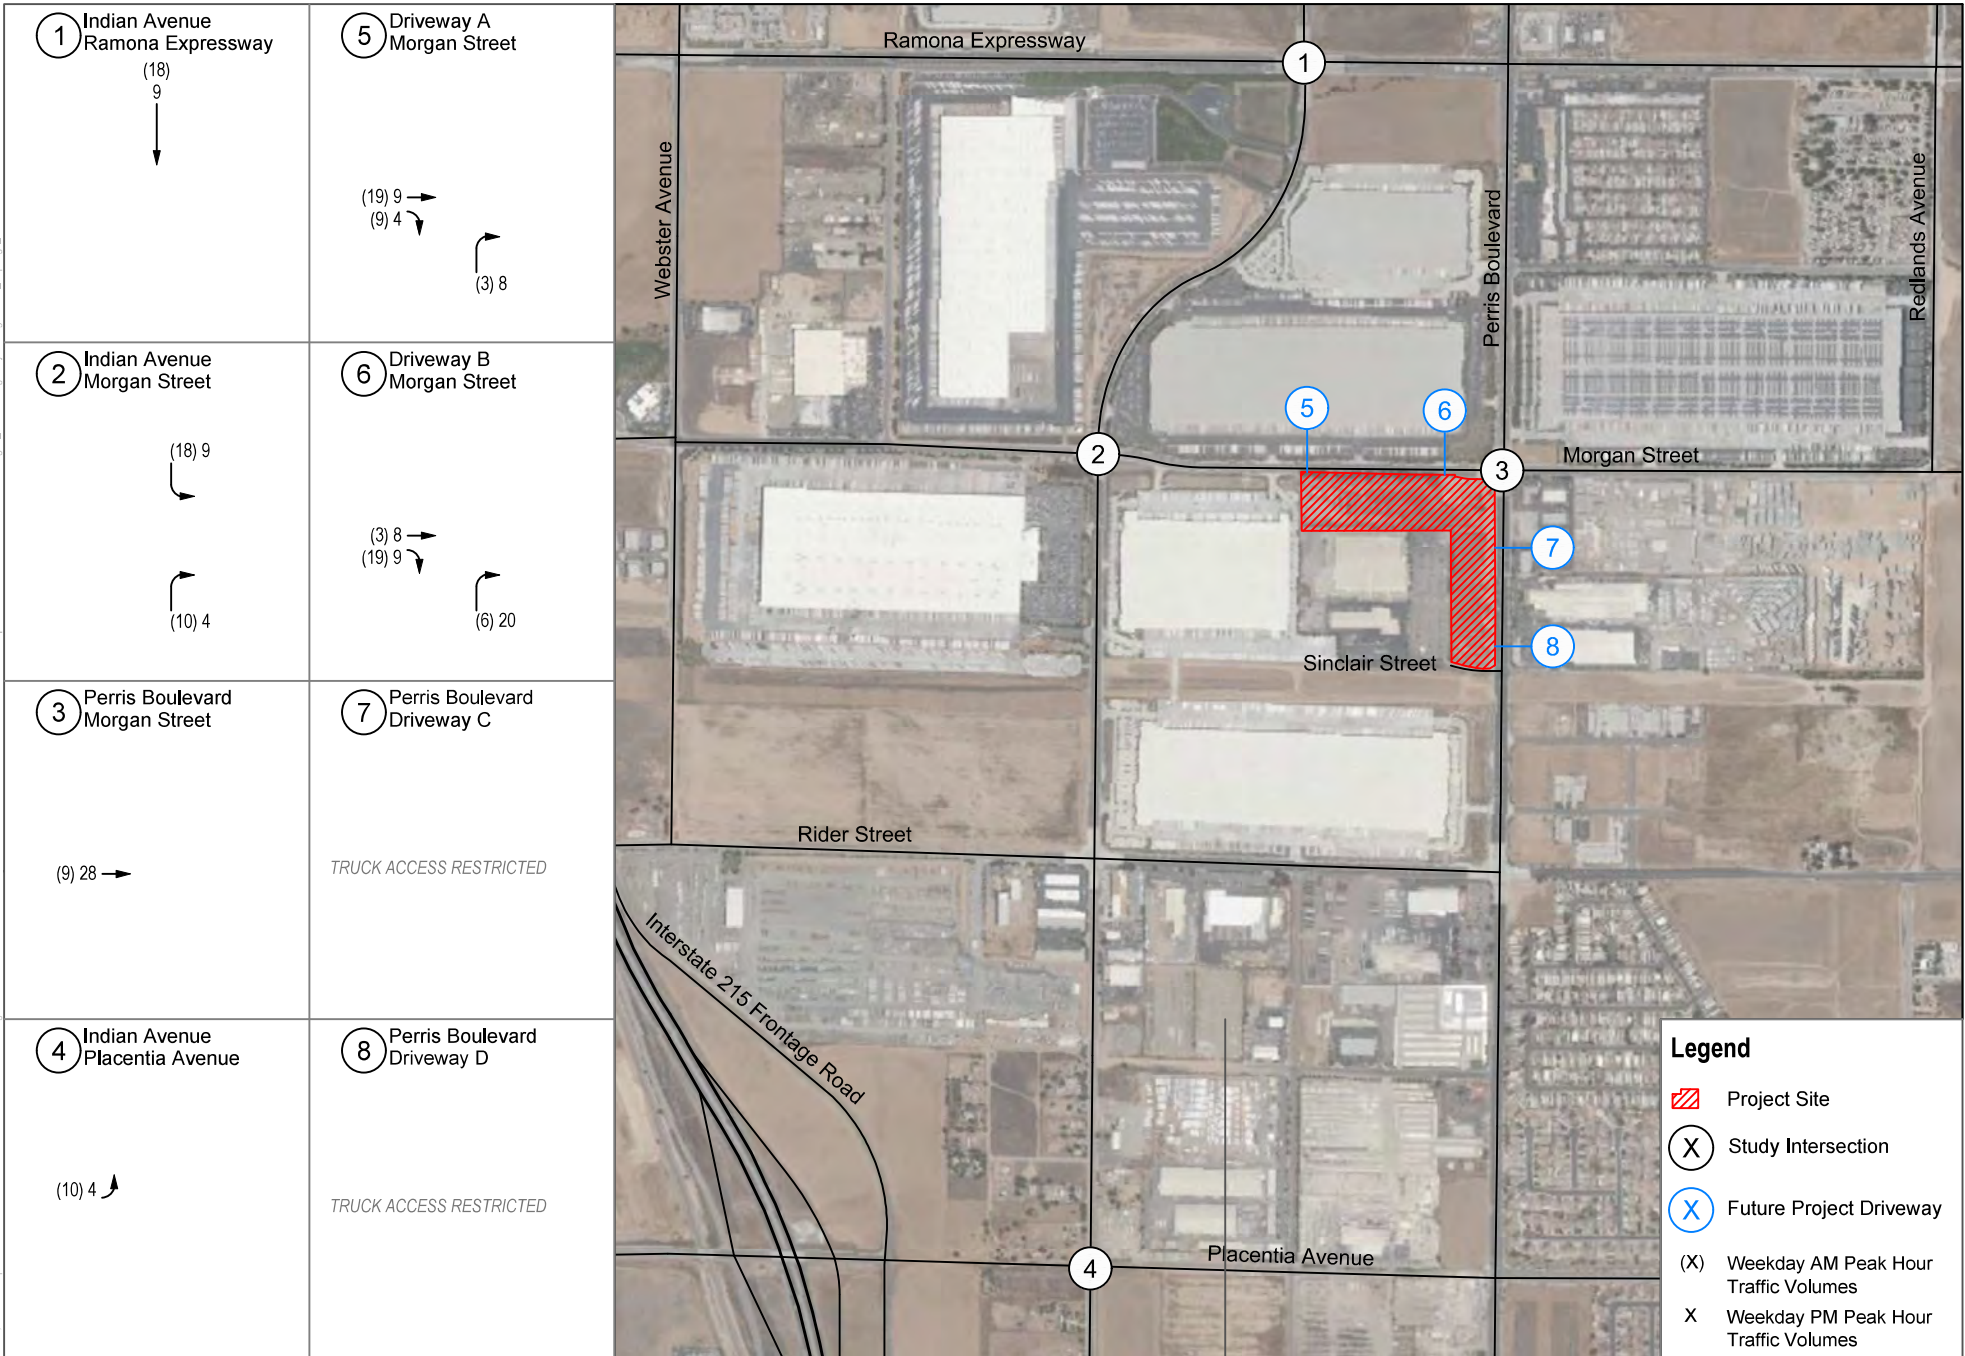 1
Indian Avenue
Ramona Expressway
(18)
9
5
Driveway A
Morgan Street
(19) 9
(9) 4
(3) 8
2
Indian Avenue
Morgan Street
(18) 9
(10) 4
6
Driveway B
Morgan Street
(3) 8
(19) 9
(6) 20
3
Perris Boulevard
Morgan Street
(9) 28
7
Perris Boulevard
Driveway C
TRUCK ACCESS RESTRICTED
4
Indian Avenue
Placentia Avenue
(10) 4
8
Perris Boulevard
Driveway D
TRUCK ACCESS RESTRICTED
Ramona Expressway
1
Webster Avenue
Perris Boulevard
Redlands Avenue
5
6
2
Morgan Street
3
7
8
Sinclair Street
Rider Street
Interstate 215 Frontage Road
Placentia Avenue
4
Legend
Project Site
X
Study Intersection
X
Future Project Driveway
(X)
Weekday AM Peak Hour
Traffic Volumes
X
Weekday PM Peak Hour
Traffic Volumes